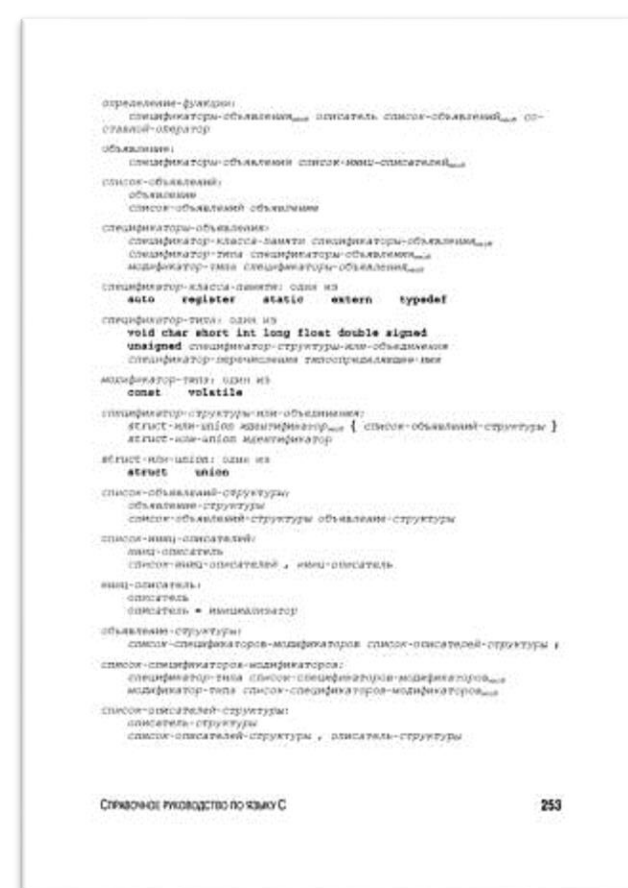 определение-функции:
спецификаторы-объявления необ описатель список-объявлений необ со-
ставной-оператор
объявление:
спецификаторы-объявления список-иниц-описателей необ
список-объявлений:
объявление
список-объявлений объявление
спецификаторы-объявления:
спецификатор-класса-памяти спецификаторы-объявления необ
спецификатор-типа спецификаторы-объявления необ
модификатор-типа спецификаторы-объявления необ
спецификатор-класса-памяти: один из
auto register static extern typedef
спецификатор-типа: один из
void char short int long float double signed
unsigned спецификатор-структуры-или-объединения
спецификатор-перечисления типоопределяющее-имя
модификатор-типа: один из
const volatile
спецификатор-структуры-или-объединения:
struct-или-union идентификатор необ { список-объявлений-структуры }
struct-или-union идентификатор
struct-или-union: один из
struct union
список-объявлений-структуры:
объявление-структуры
список-объявлений-структуры объявление-структуры
список-иниц-описателей:
иниц-описатель
список-иниц-описателей , иниц-описатель
иниц-описатель:
описатель
описатель = инициализатор
объявление-структуры:
список-спецификаторов-модификаторов список-описателей-структуры ;
список-спецификаторов-модификаторов:
спецификатор-типа список-спецификаторов-модификаторов необ
модификатор-типа список-спецификаторов-модификаторов необ
список-описателей-структуры:
описатель-структуры
список-описателей-структуры , описатель-структуры
Справочное руководство по языку C 253